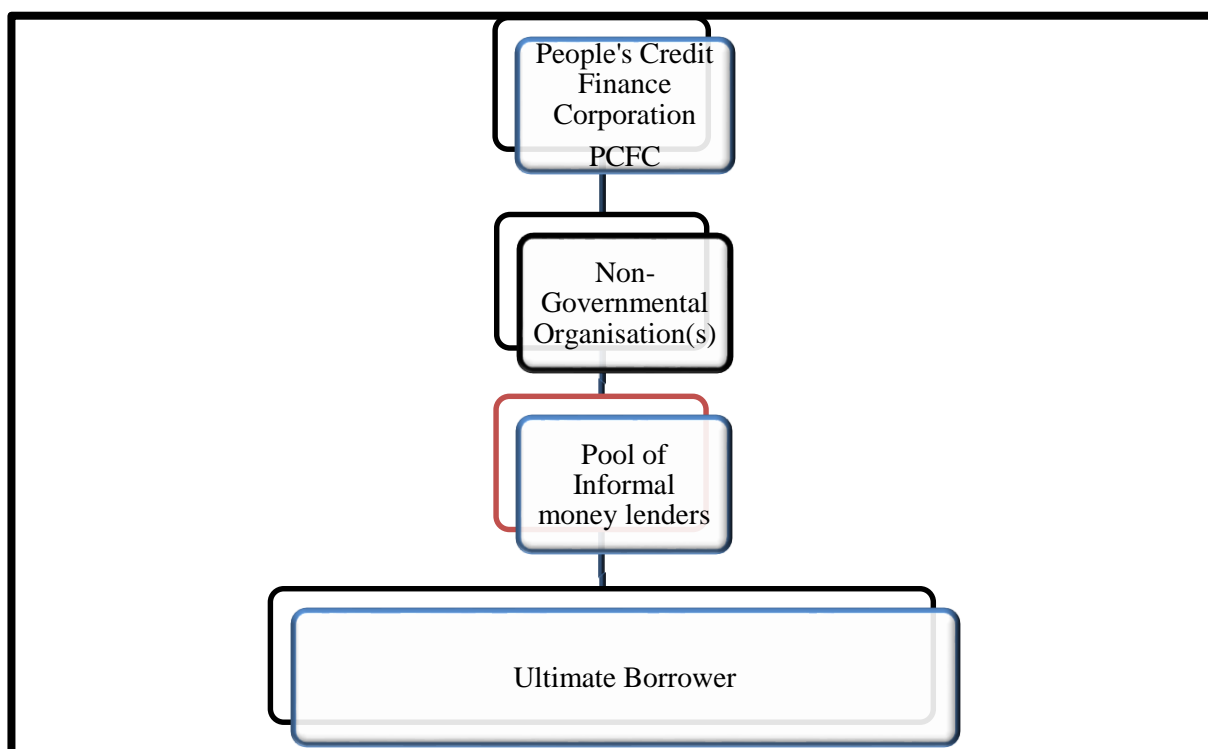 People's Credit
Finance
Corporation
PCFC
Non-
Governmental
Organisation(s)
Pool of
Informal
money lenders
Ultimate Borrower